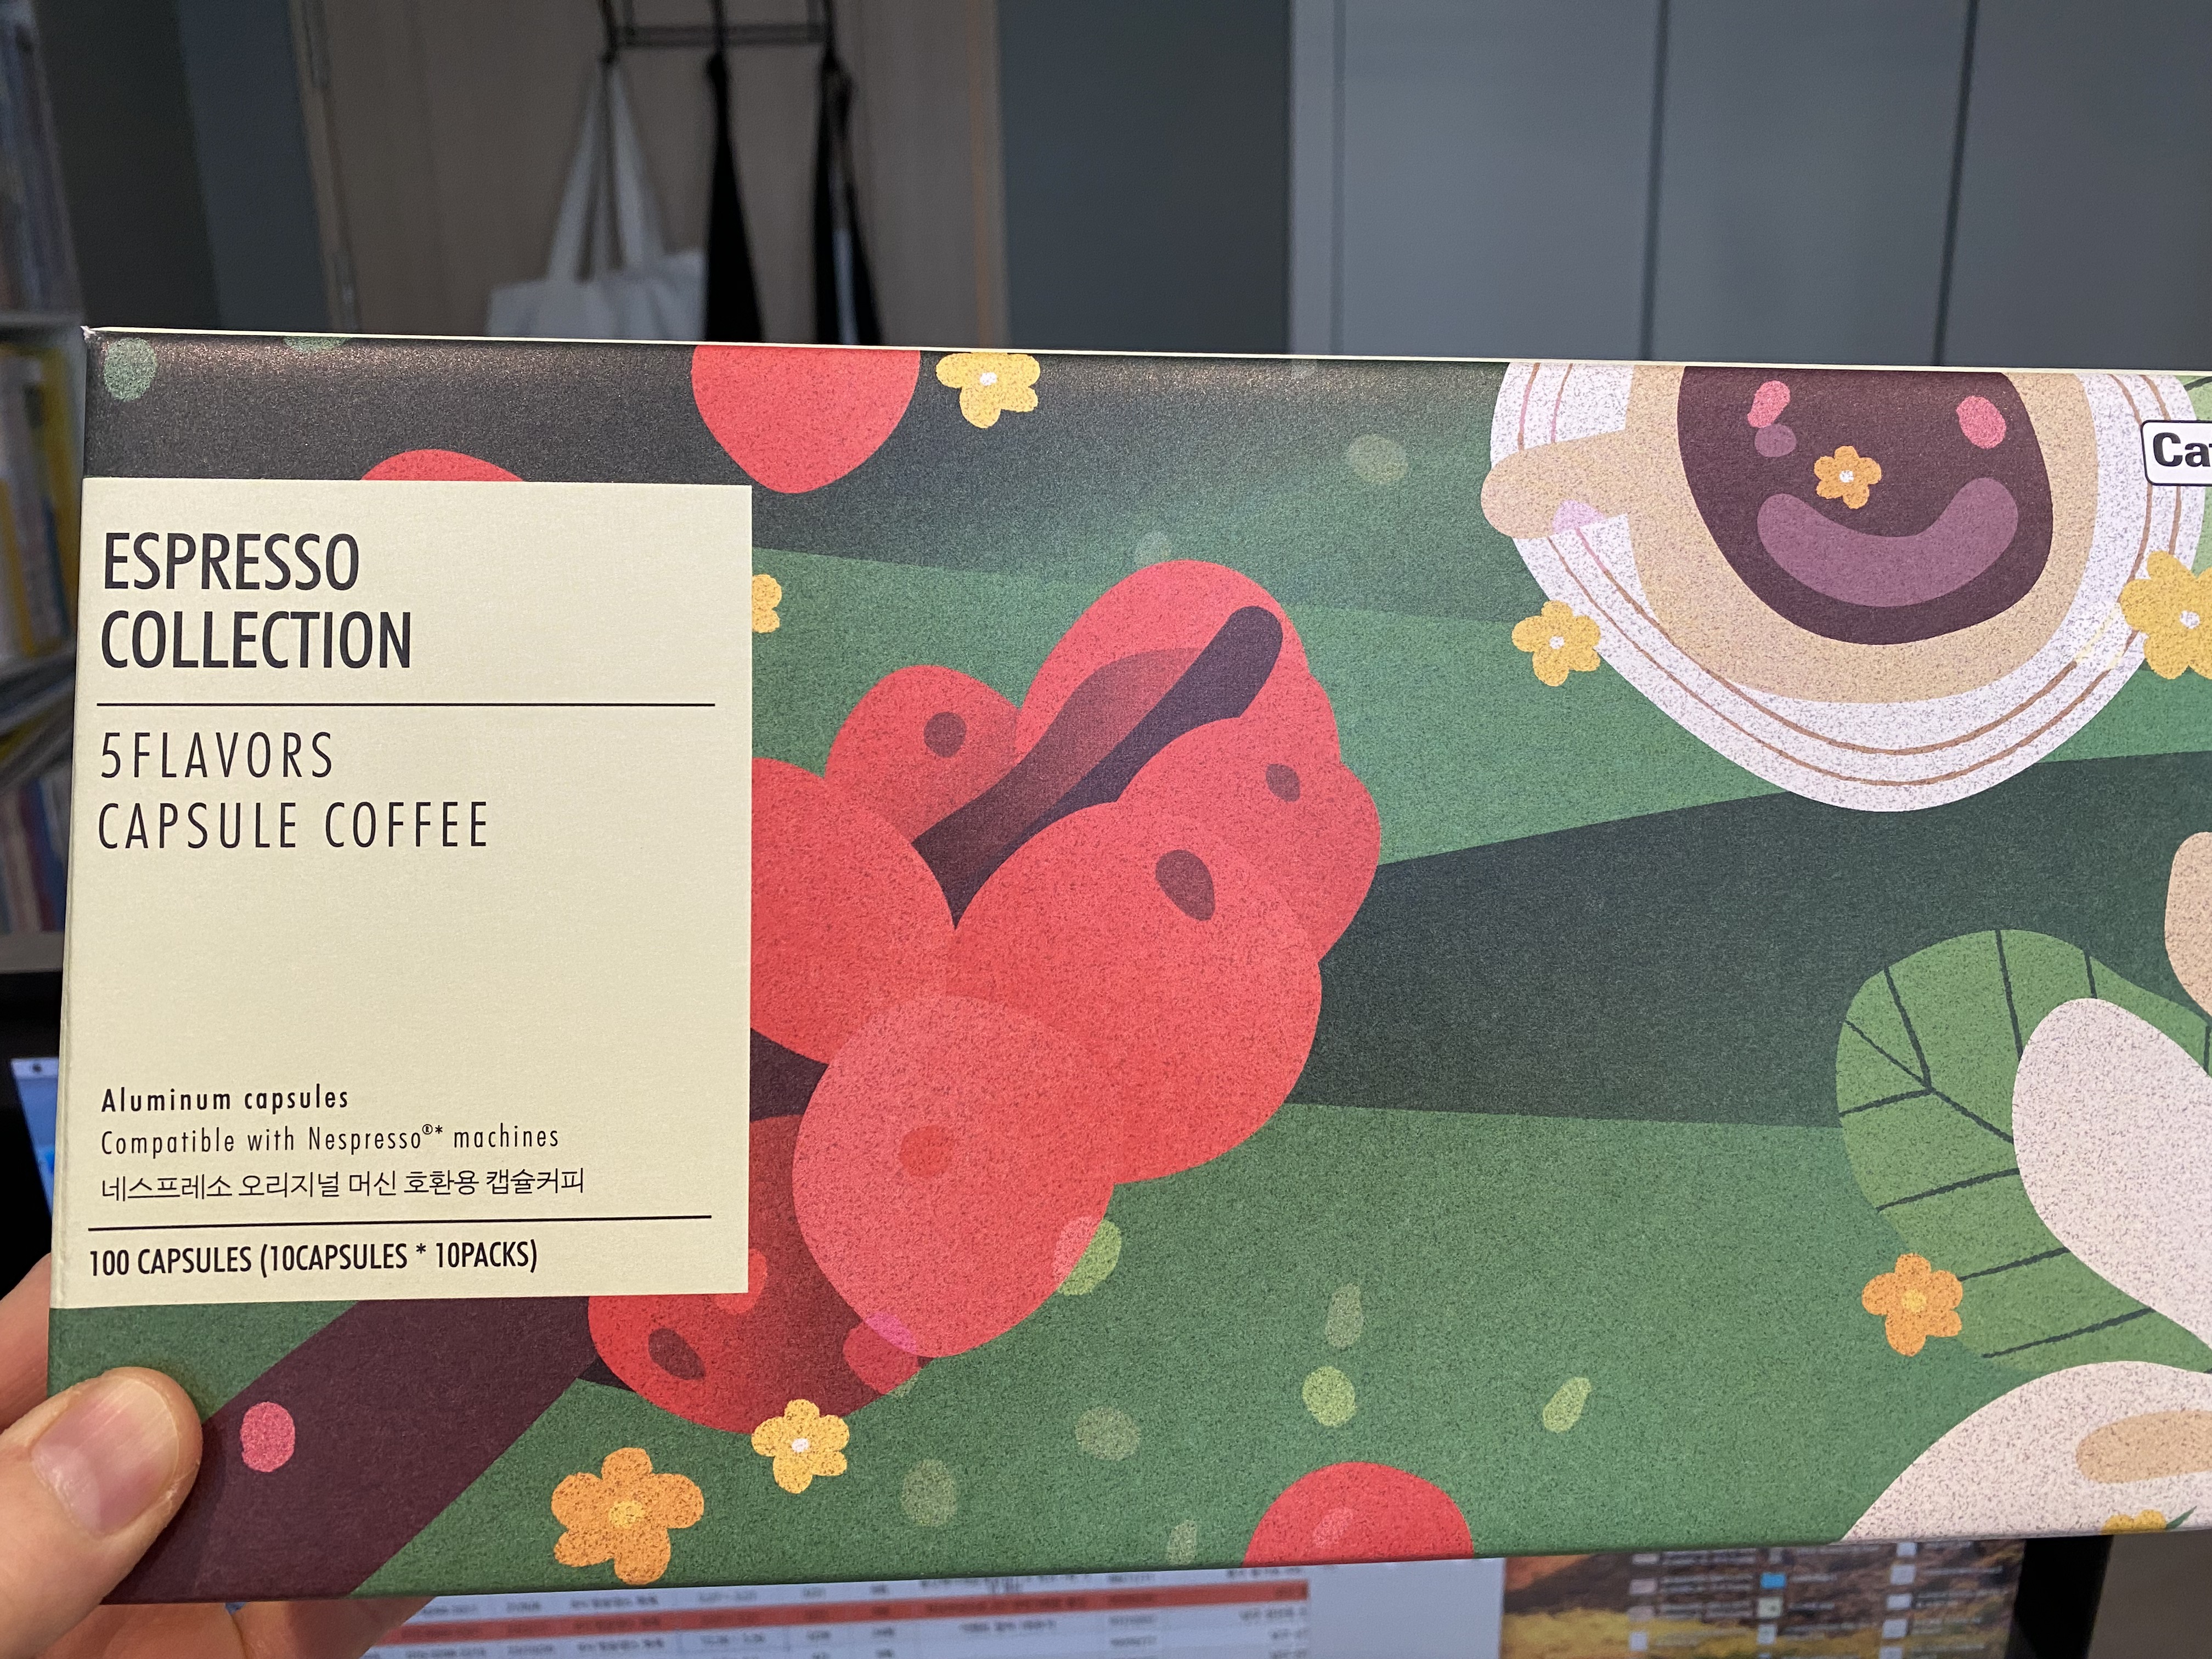 ESPRESSO
COLLECTION
5FLAVORS
CAPSULE COFFEE
Aluminum capsules
Compatible with Nespresso®* machines
네스프레소 오리지널 머신 호환용 캡슐커피
100 CAPSULES (10CAPSULES * 10PACKS)